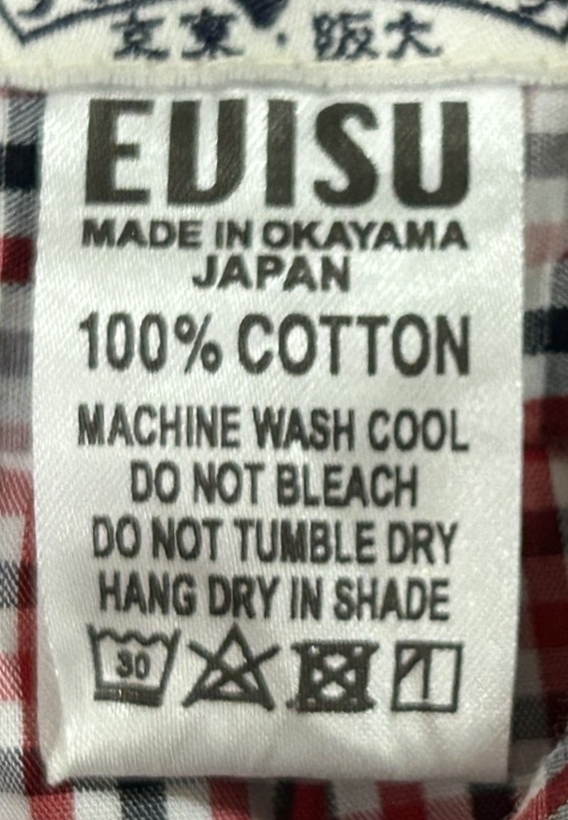 京東・阪大
EVISU
MADE IN OKAYAMA
JAPAN
100% COTTON
MACHINE WASH COOL
DO NOT BLEACH
DO NOT TUMBLE DRY
HANG DRY IN SHADE
30